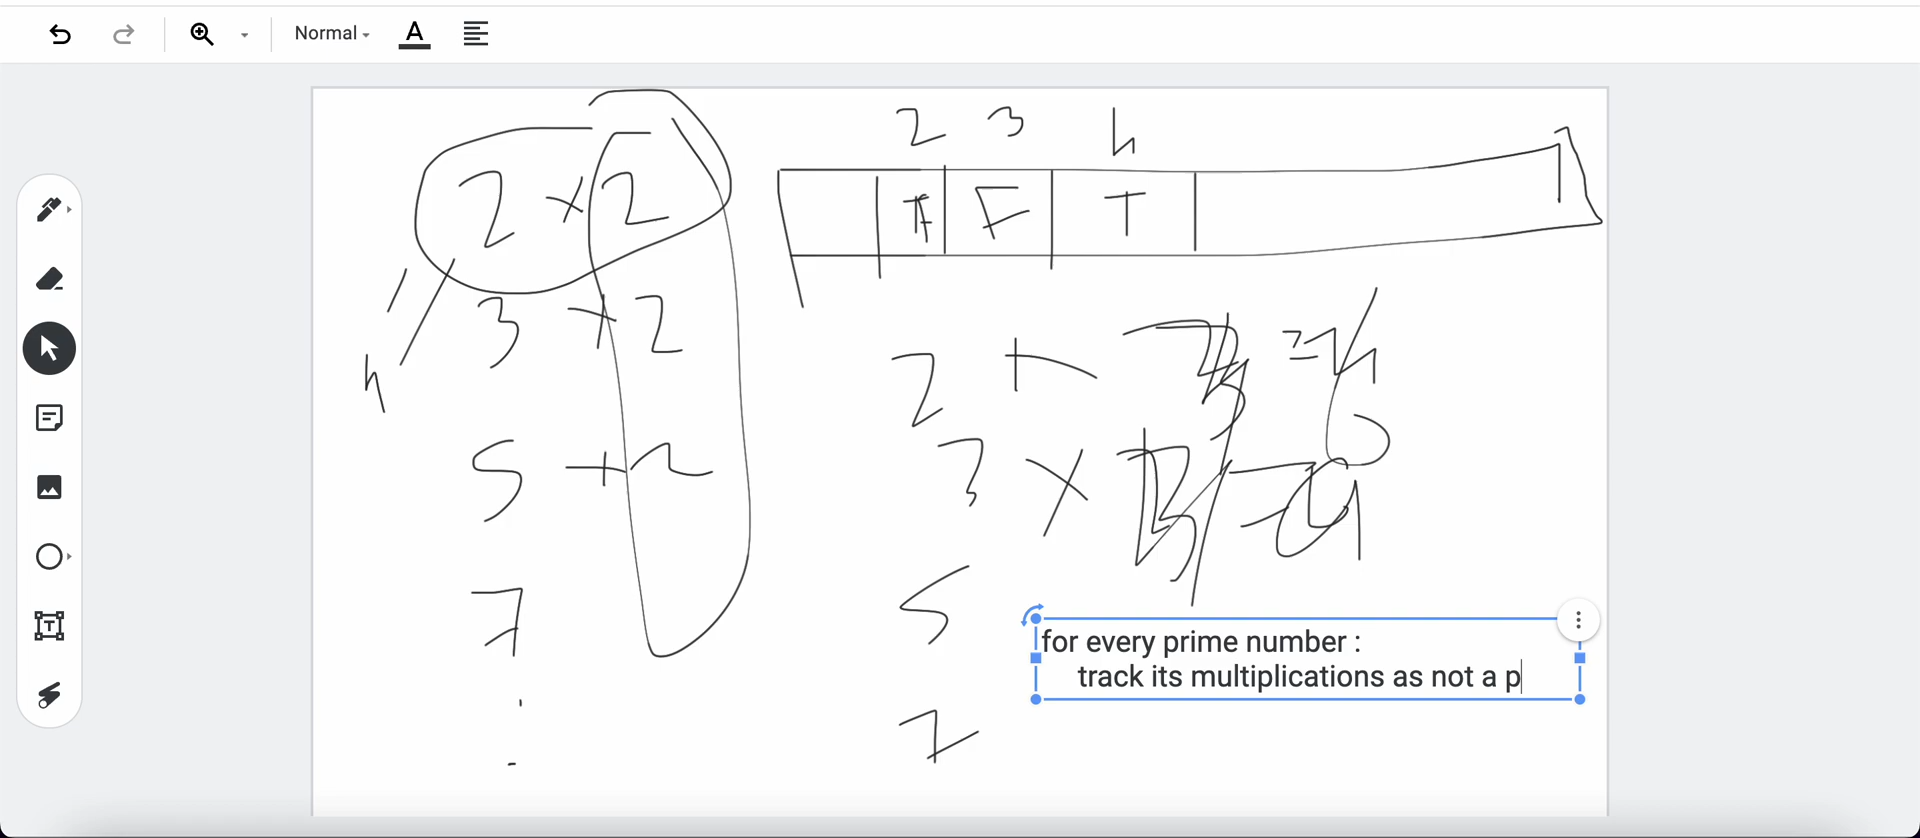 Normal
A
2 3 4
F F T
2 × 2
3 × 2
5 + 2
7
2
3 ×
5
7
for every prime number :
track its multiplications as not a p